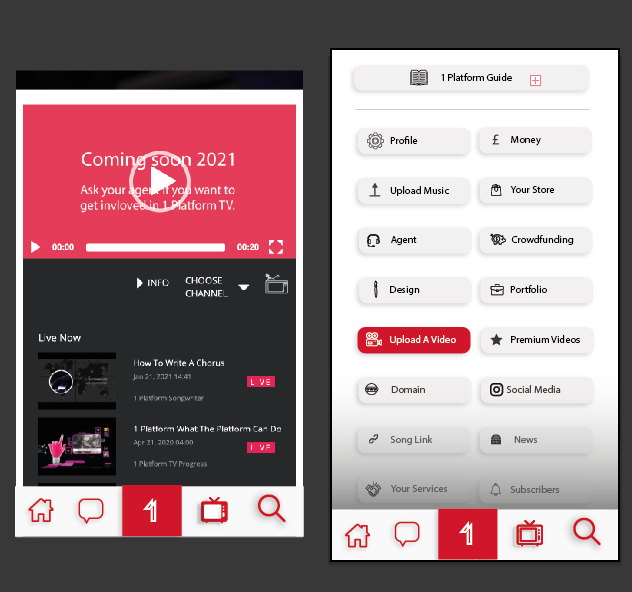 Coming soon 2021
Ask your agent if you want to
get invloved in 1 Platform TV.
00:00
00:20
INFO
CHOOSE
CHANNEL
Live Now
How To Write A Chorus
Jan 21, 2021 14:41
LIVE
1 Platform Songwriter
1 Platform What The Platform Can Do
Apr 21, 2020 04:00
LIVE
1 Platform TV Progress
1 Platform Guide
Profile
Money
Upload Music
Your Store
Agent
Crowdfunding
Design
Portfolio
Upload A Video
Premium Videos
Domain
Social Media
Song Link
News
Your Services
Subscribers